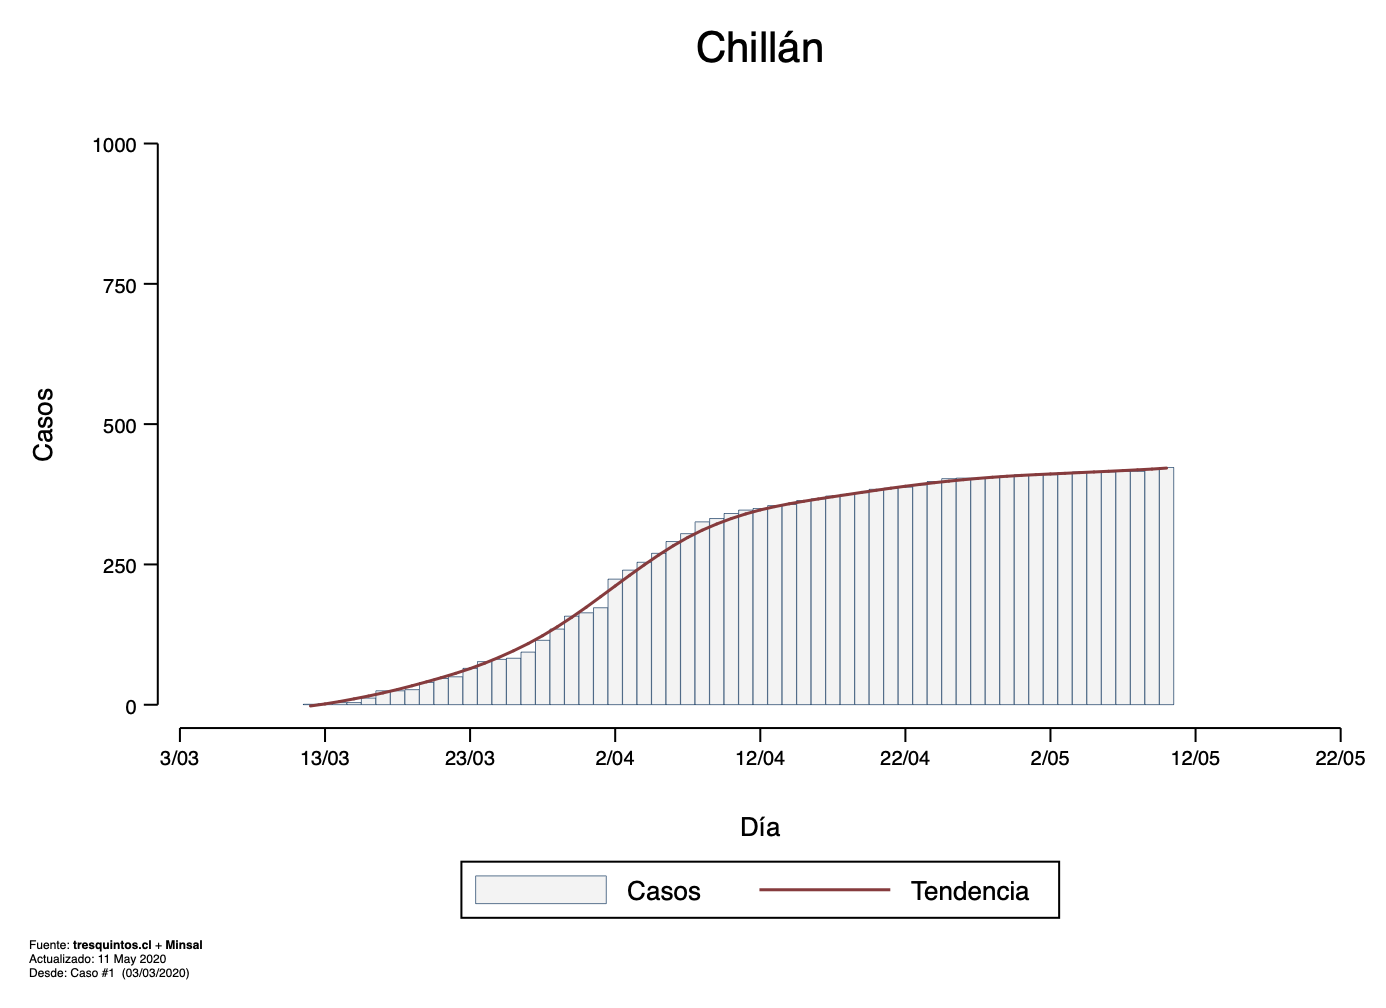 Chillán
1000
750
500
250
0
Casos
3/03 13/03 23/03 2/04 12/04 22/04 2/05 12/05 22/05
Día
Casos Tendencia
Fuente: tresquintos.cl + Minsal
Actualizado: 11 May 2020
Desde: Caso #1 (03/03/2020)